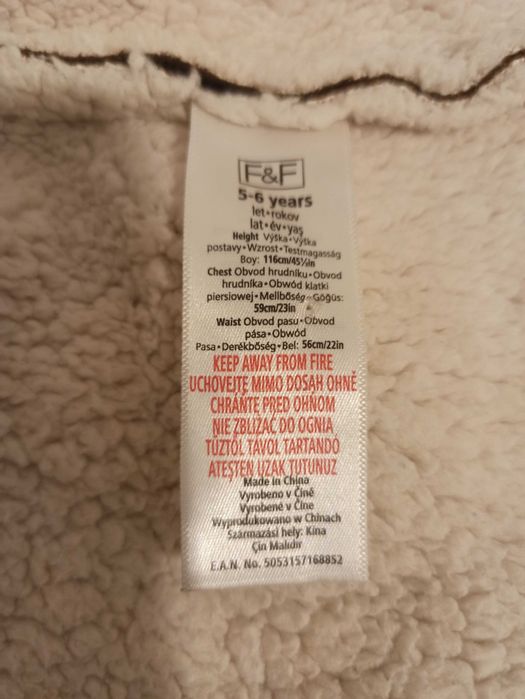 F&F
5-6 years
let•rokov
lat•év•yaş
Height Výška•Výška
postavy•Wzrost•Testmagasság
Boy: 116cm/45½in
Chest Obvod hrudníku•Obvod
hrudníka•Obwód klatki
piersiowej•Mellbőség•Göğüs:
59cm/23in
Waist Obvod pasu•Obvod
pása•Obwód
Pasa•Derékbőség•Bel: 56cm/22in
KEEP AWAY FROM FIRE
UCHOVEJTE MIMO DOSAH OHNĚ
CHRÁŇTE PRED OHŇOM
NIE ZBLIŻAĆ DO OGNIA
TŰZTŐL TÁVOL TARTANDÓ
ATEŞTEN UZAK TUTUNUZ
Made in China
Vyrobeno v Číně
Vyrobené v Číne
Wyprodukowano w Chinach
Származási hely: Kína
Çin Malıdır
E.A.N. No. 5053157168852